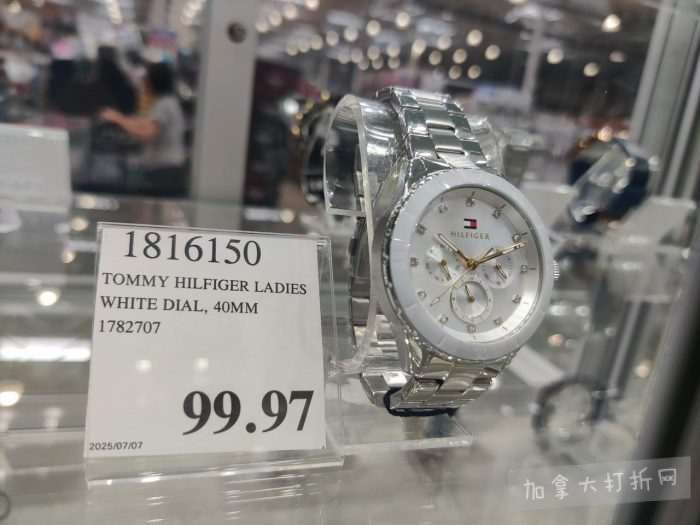 1816150
TOMMY HILFIGER LADIES
WHITE DIAL, 40MM
1782707
99.97
2025/07/07
HILFIGER
加拿大打折网